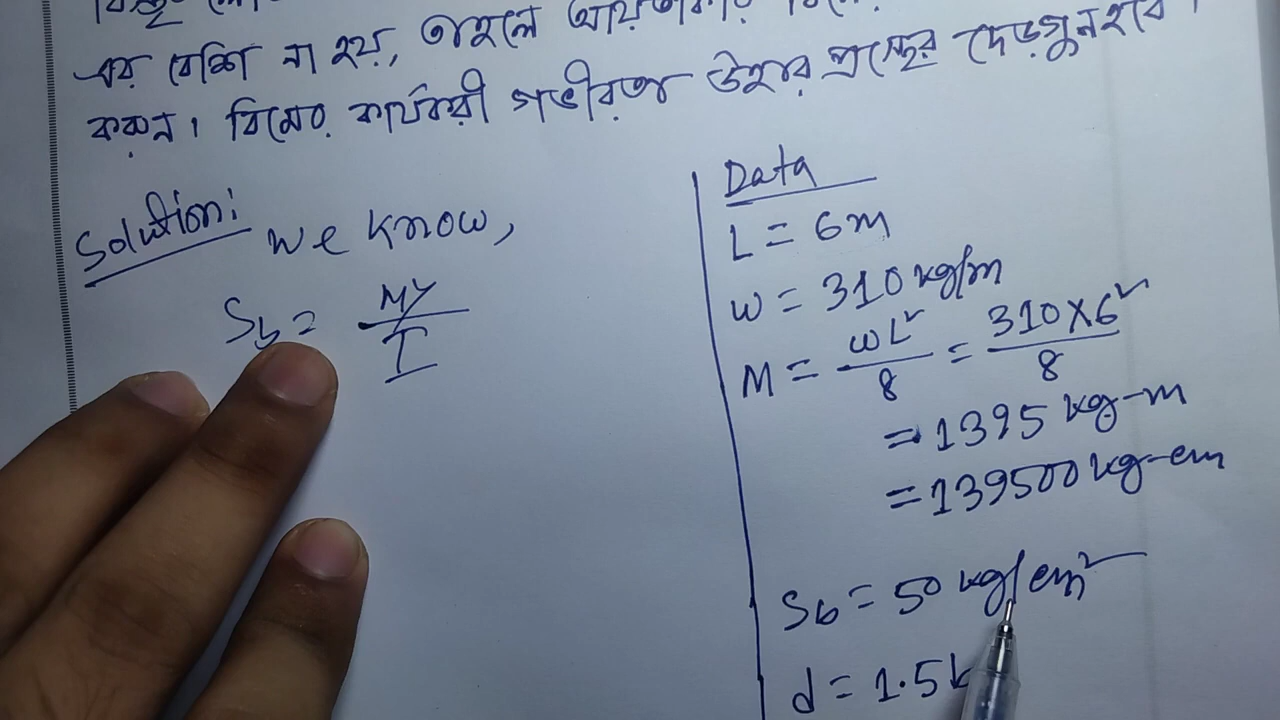 এর বেশি না হয়, তাহলে
করুন। বিমের কার্যকরী গভীরতা উহার প্রস্থের দেড়গুন হবে।
Solution: we know,
Sb = MY/I
Data
L = 6m
w = 310 kg/m
M = wL²/8 = 310×6²/8
= 1395 kg-m
= 139500 kg-cm
Sb = 50 kg/cm²
d = 1.5b